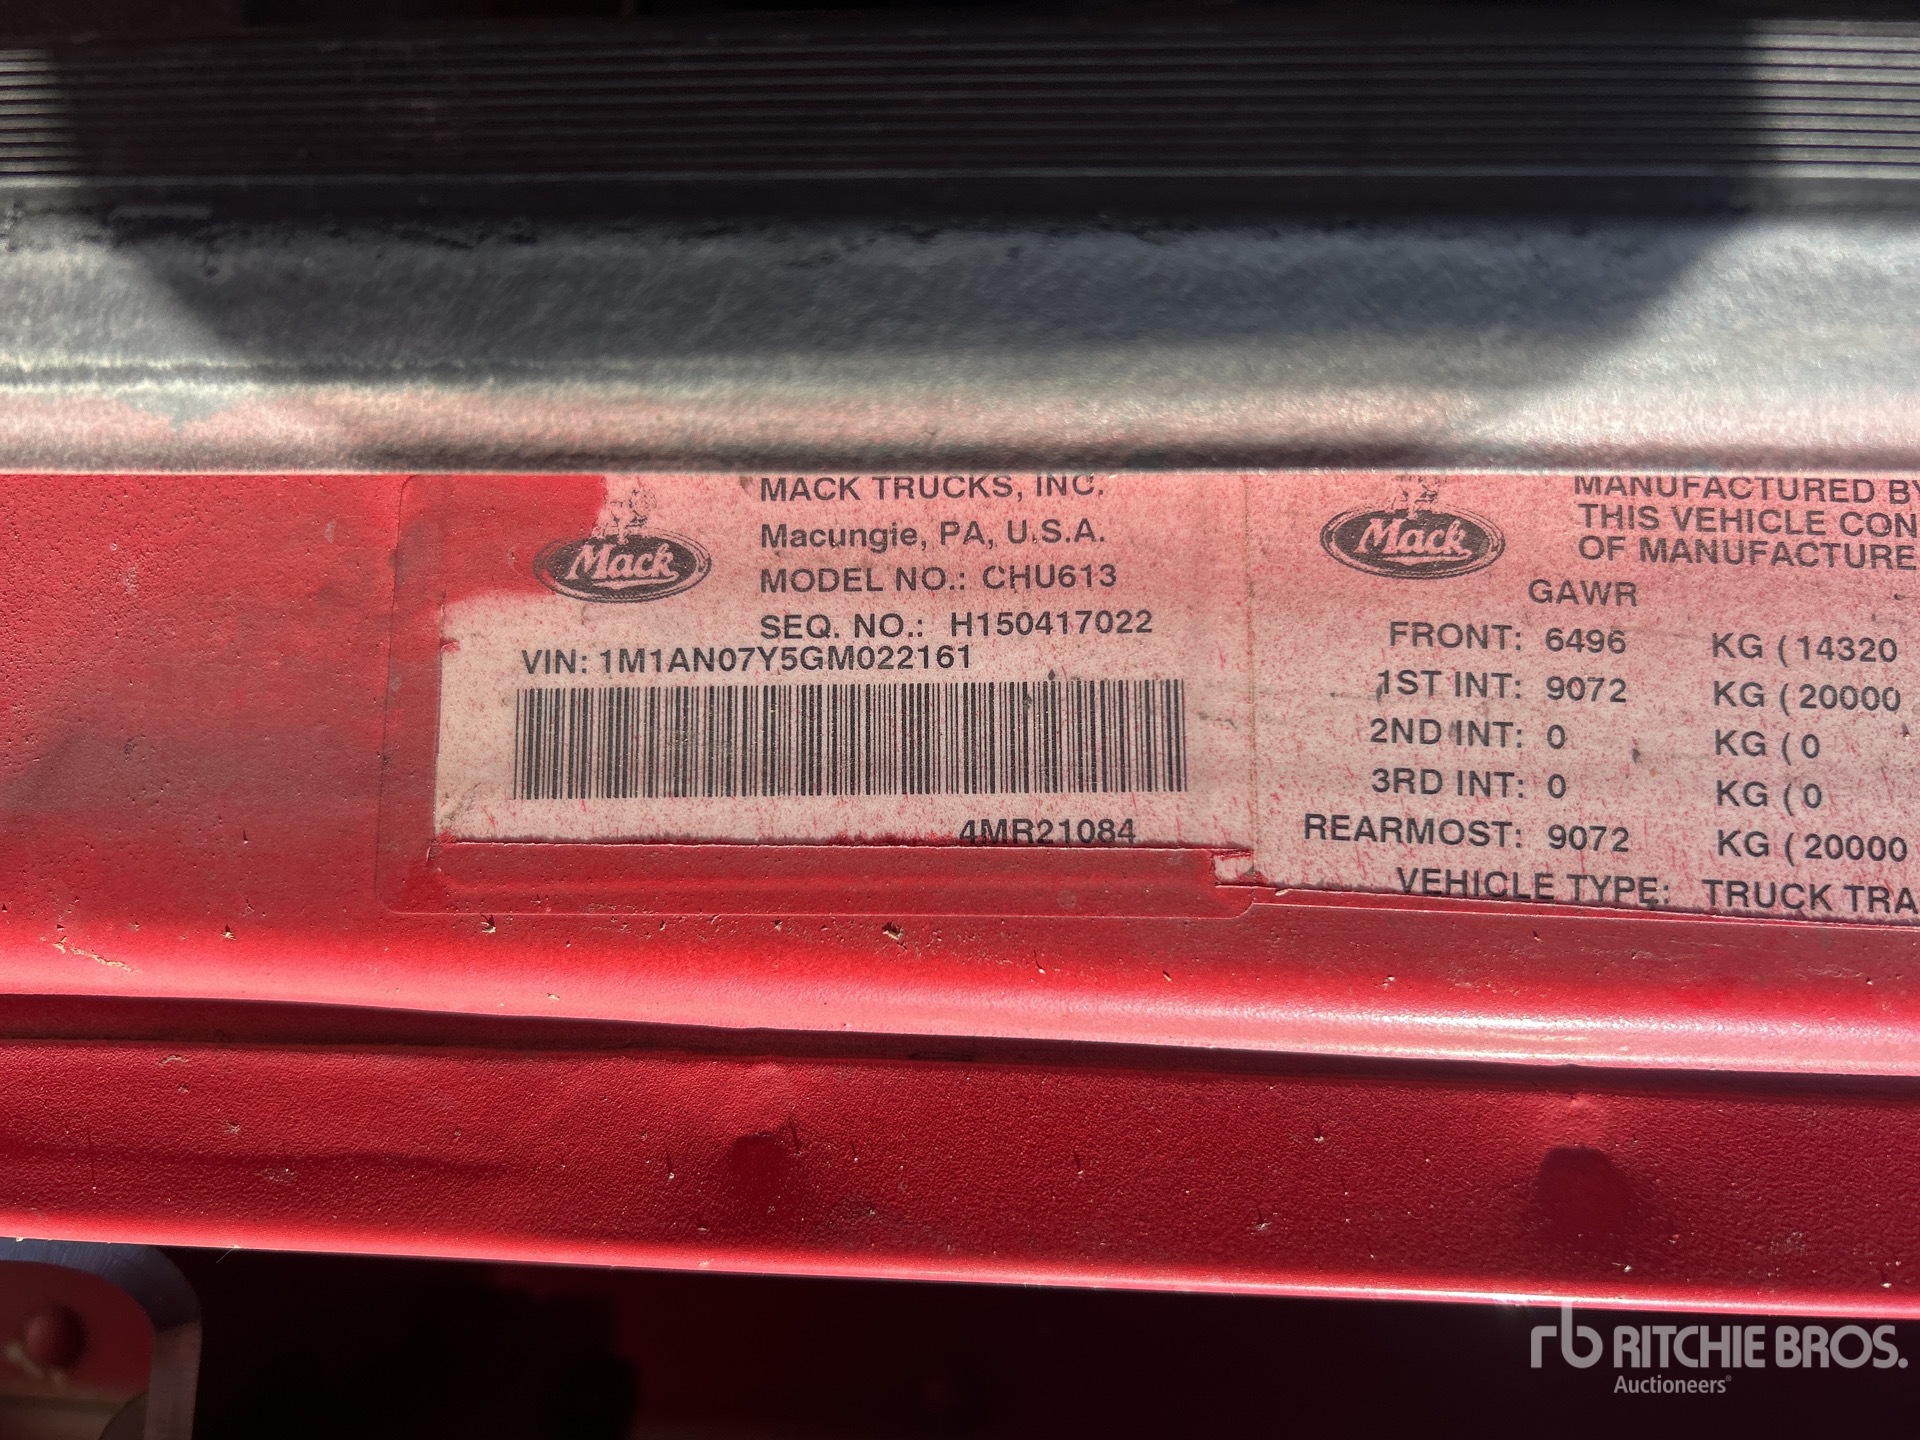 MACK TRUCKS, INC.
Macungie, PA, U.S.A.
MODEL NO.: CHU613
SEQ. NO.: H150417022
VIN: 1M1AN07Y5GM022161
4MR21084
Mack
Mack
MANUFACTURED BY
THIS VEHICLE CON
OF MANUFACTURE
GAWR
FRONT: 6496 KG ( 14320
1ST INT: 9072 KG ( 20000
2ND INT: 0 KG ( 0
3RD INT: 0 KG ( 0
REARMOST: 9072 KG ( 20000
VEHICLE TYPE: TRUCK TRA
rb RITCHIE BROS.
Auctioneers®